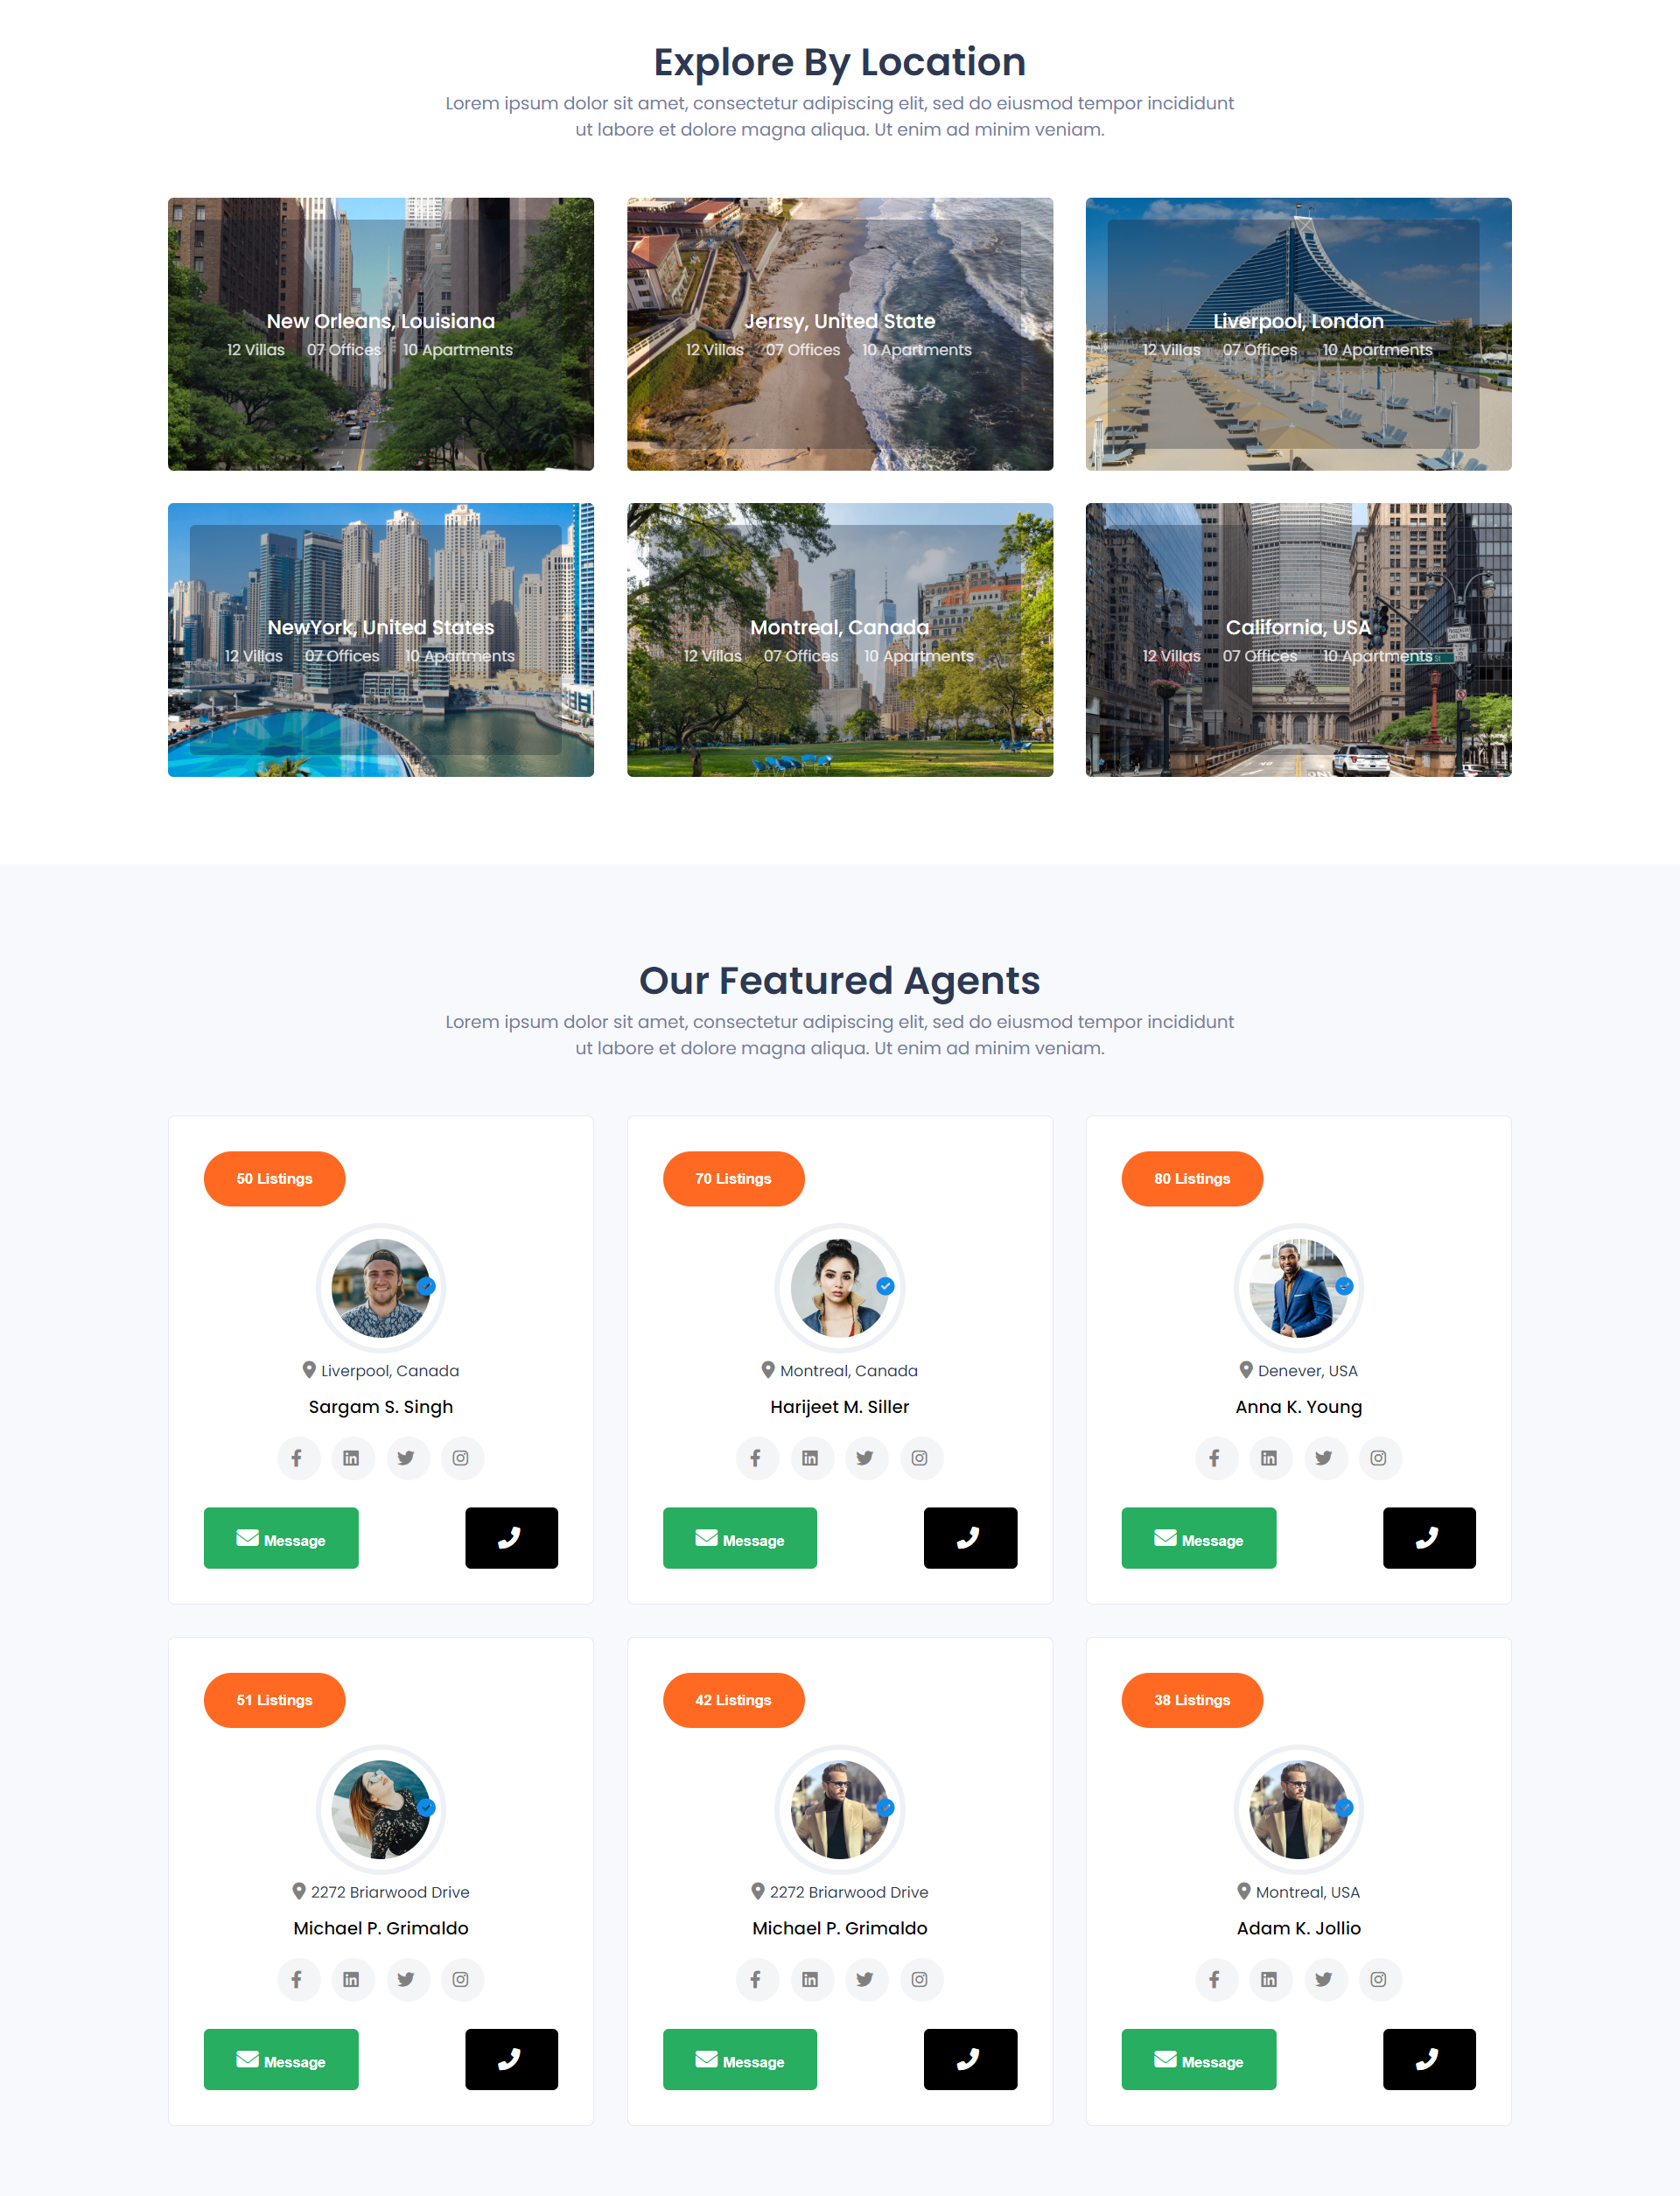 Explore By Location
Lorem ipsum dolor sit amet, consectetur adipiscing elit, sed do eiusmod tempor incididunt
ut labore et dolore magna aliqua. Ut enim ad minim veniam.
New Orleans, Louisiana
12 Villas 07 Offices 10 Apartments
Jerrsy, United State
12 Villas 07 Offices 10 Apartments
Liverpool, London
12 Villas 07 Offices 10 Apartments
NewYork, United States
12 Villas 07 Offices 10 Apartments
Montreal, Canada
12 Villas 07 Offices 10 Apartments
California, USA
12 Villas 07 Offices 10 Apartments
Our Featured Agents
Lorem ipsum dolor sit amet, consectetur adipiscing elit, sed do eiusmod tempor incididunt
ut labore et dolore magna aliqua. Ut enim ad minim veniam.
50 Listings
Liverpool, Canada
Sargam S. Singh
Message
70 Listings
Montreal, Canada
Harijeet M. Siller
Message
80 Listings
Denever, USA
Anna K. Young
Message
51 Listings
2272 Briarwood Drive
Michael P. Grimaldo
Message
42 Listings
2272 Briarwood Drive
Michael P. Grimaldo
Message
38 Listings
Montreal, USA
Adam K. Jollio
Message